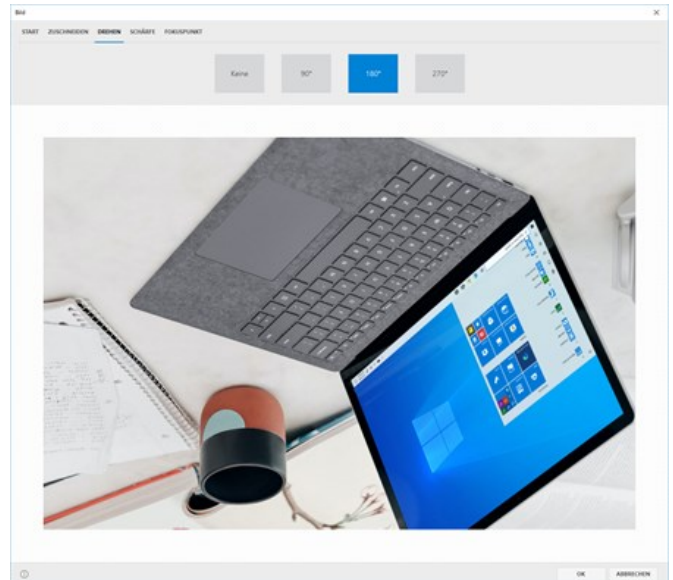 Bild
START ZUSCHNEIDEN DREHEN SCHÄRFE FOKUSPUNKT
Keine 90° 180° 270°
OK ABBRECHEN